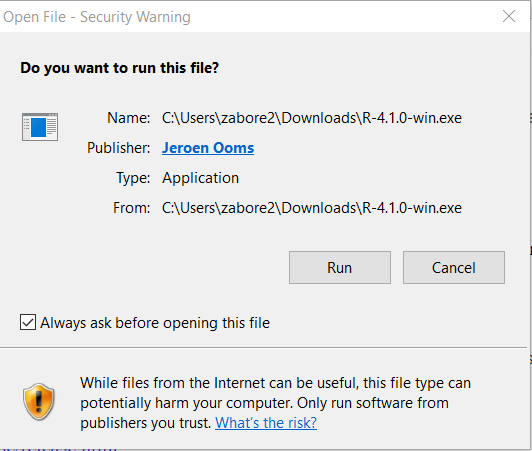 Open File - Security Warning
Do you want to run this file?
Name: C:\Users\zabore2\Downloads\R-4.1.0-win.exe
Publisher: Jeroen Ooms
Type: Application
From: C:\Users\zabore2\Downloads\R-4.1.0-win.exe
Run Cancel
Always ask before opening this file
While files from the Internet can be useful, this file type can
potentially harm your computer. Only run software from
publishers you trust. What's the risk?